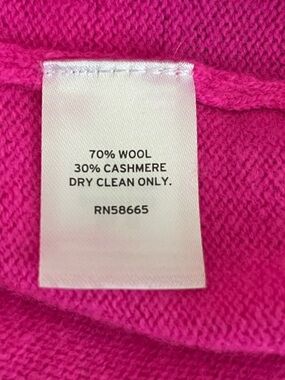 70% WOOL
30% CASHMERE
DRY CLEAN ONLY.
RN58665